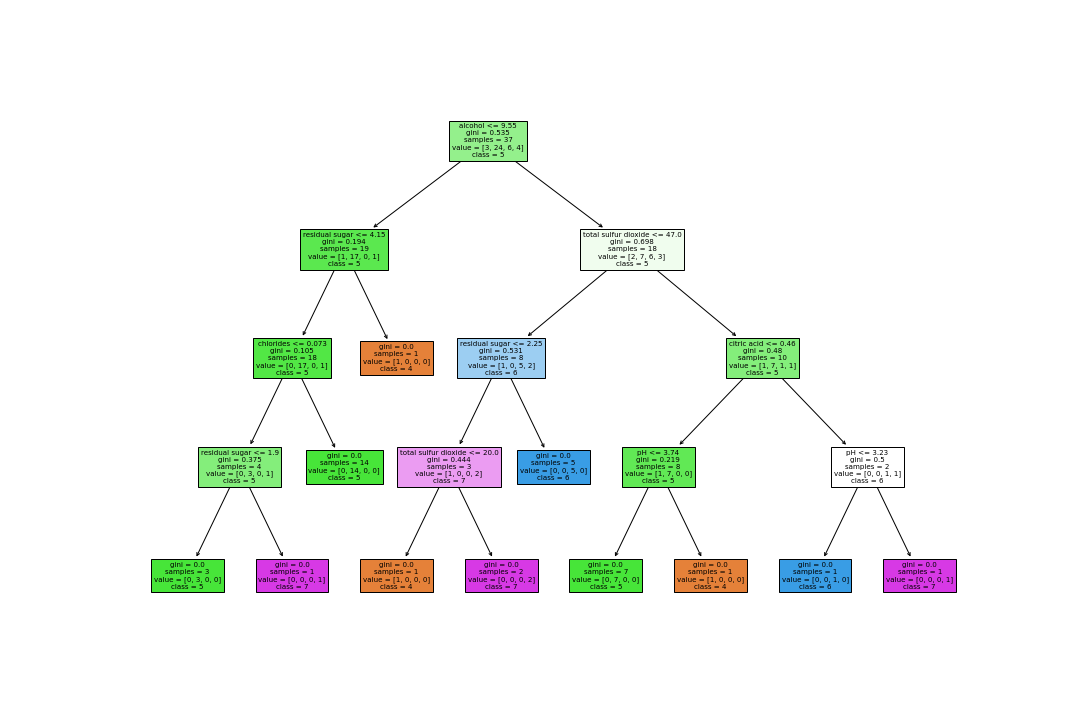 alcohol <= 9.55
gini = 0.535
samples = 37
value = [3, 24, 6, 4]
class = 5
residual sugar <= 4.15
gini = 0.194
samples = 19
value = [1, 17, 0, 1]
class = 5
total sulfur dioxide <= 47.0
gini = 0.698
samples = 18
value = [2, 7, 6, 3]
class = 5
chlorides <= 0.073
gini = 0.105
samples = 18
value = [0, 17, 0, 1]
class = 5
gini = 0.0
samples = 1
value = [1, 0, 0, 0]
class = 4
residual sugar <= 2.25
gini = 0.531
samples = 8
value = [1, 0, 5, 2]
class = 6
citric acid <= 0.46
gini = 0.48
samples = 10
value = [1, 7, 1, 1]
class = 5
residual sugar <= 1.9
gini = 0.375
samples = 4
value = [0, 3, 0, 1]
class = 5
gini = 0.0
samples = 14
value = [0, 14, 0, 0]
class = 5
total sulfur dioxide <= 20.0
gini = 0.444
samples = 3
value = [1, 0, 0, 2]
class = 7
gini = 0.0
samples = 5
value = [0, 0, 5, 0]
class = 6
pH <= 3.74
gini = 0.219
samples = 8
value = [1, 7, 0, 0]
class = 5
pH <= 3.23
gini = 0.5
samples = 2
value = [0, 0, 1, 1]
class = 6
gini = 0.0
samples = 3
value = [0, 3, 0, 0]
class = 5
gini = 0.0
samples = 1
value = [0, 0, 0, 1]
class = 7
gini = 0.0
samples = 1
value = [1, 0, 0, 0]
class = 4
gini = 0.0
samples = 2
value = [0, 0, 0, 2]
class = 7
gini = 0.0
samples = 7
value = [0, 7, 0, 0]
class = 5
gini = 0.0
samples = 1
value = [1, 0, 0, 0]
class = 4
gini = 0.0
samples = 1
value = [0, 0, 1, 0]
class = 6
gini = 0.0
samples = 1
value = [0, 0, 0, 1]
class = 7